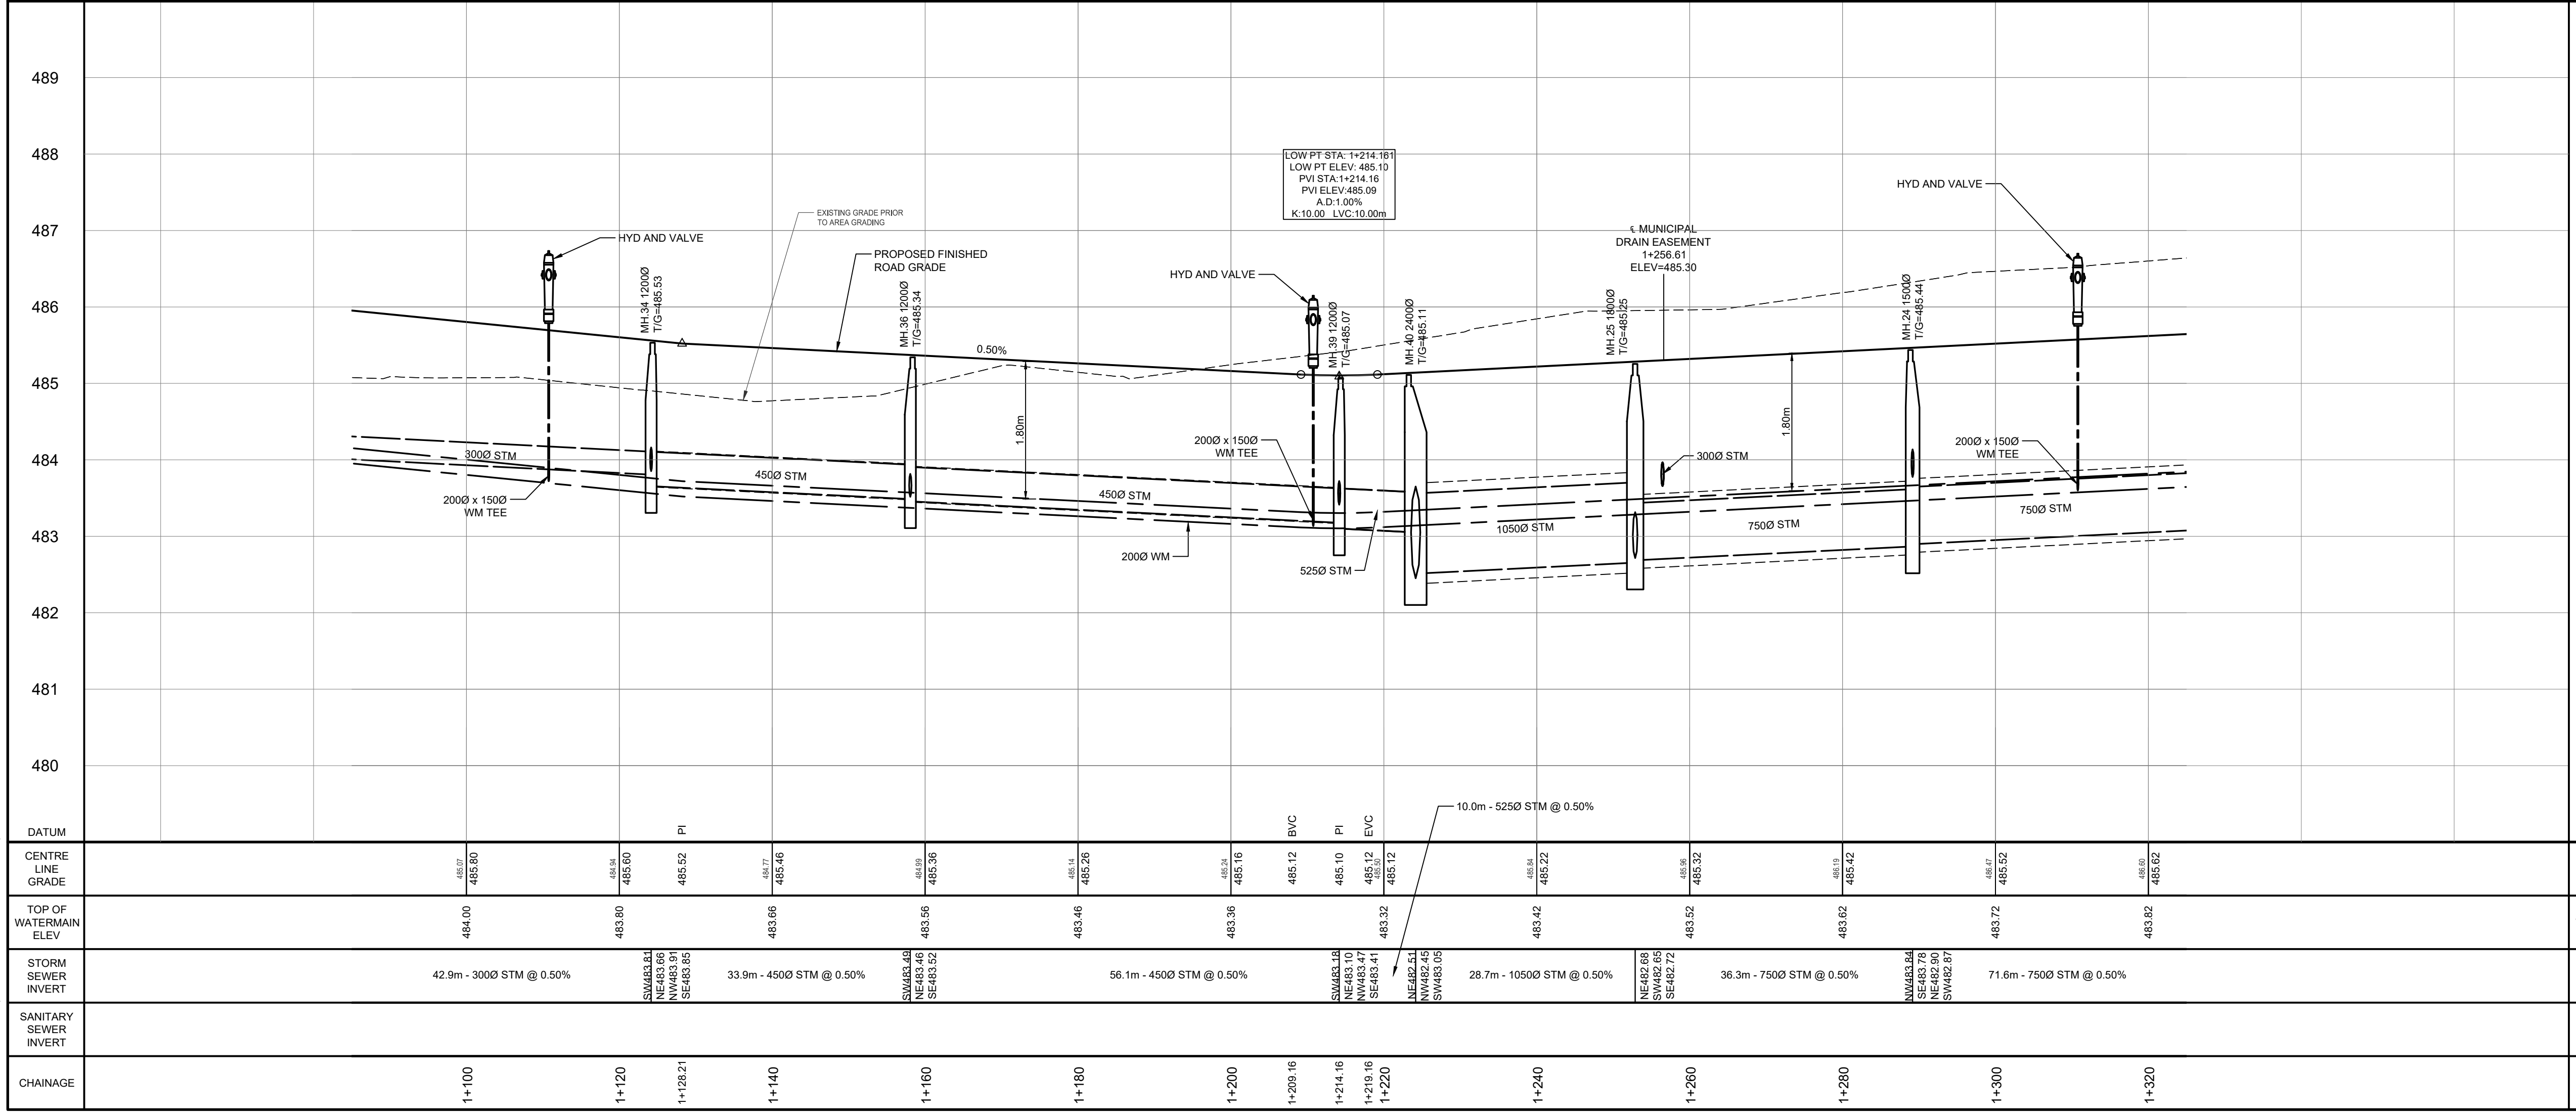 489
488
487
486
485
484
483
482
481
480
DATUM
LOW PT STA: 1+214.161
LOW PT ELEV: 485.10
PVI STA:1+214.16
PVI ELEV:485.09
A.D:1.00%
K:10.00 LVC:10.00m
HYD AND VALVE
EXISTING GRADE PRIOR
TO AREA GRADING
HYD AND VALVE
PROPOSED FINISHED
ROAD GRADE
HYD AND VALVE
℄ MUNICIPAL
DRAIN EASEMENT
1+256.61
ELEV=485.30
MH.34 1200Ø
T/G=485.53
MH.36 1200Ø
T/G=485.34
MH.39 1200Ø
T/G=485.07
MH.40 2400Ø
T/G=485.11
MH.25 1800Ø
T/G=485.25
MH.24 1500Ø
T/G=485.441
0.50%
1.80m
1.80m
200Ø x 150Ø
WM TEE
200Ø x 150Ø
WM TEE
300Ø STM
300Ø STM
450Ø STM
450Ø STM
200Ø x 150Ø
WM TEE
200Ø WM
525Ø STM
1050Ø STM
750Ø STM
750Ø STM
10.0m - 525Ø STM @ 0.50%
PI
BVC
PI
EVC
CENTRE
LINE
GRADE
485.07
485.80
484.94
485.60
485.52
484.77
485.46
484.99
485.36
485.14
485.26
485.24
485.16
485.12
485.10
485.12
485.50
485.12
485.84
485.22
485.96
485.32
486.19
485.42
486.47
485.52
486.60
485.62
TOP OF
WATERMAIN
ELEV
484.00
483.80
483.66
483.56
483.46
483.36
483.32
483.42
483.52
483.62
483.72
483.82
STORM
SEWER
INVERT
42.9m - 300Ø STM @ 0.50%
SW483.81
NE483.66
NW483.91
SE483.85
33.9m - 450Ø STM @ 0.50%
SW483.49
NE483.46
SE483.52
56.1m - 450Ø STM @ 0.50%
SW483.18
NE483.10
NW483.47
SE483.41
NE482.51
NW482.45
SW483.05
28.7m - 1050Ø STM @ 0.50%
NE482.68
SW482.65
SE482.72
36.3m - 750Ø STM @ 0.50%
NW483.84
SE483.78
NE482.90
SW482.87
71.6m - 750Ø STM @ 0.50%
SANITARY
SEWER
INVERT
CHAINAGE
1+100
1+120
1+128.21
1+140
1+160
1+180
1+200
1+209.16
1+214.16
1+219.16
1+220
1+240
1+260
1+280
1+300
1+320